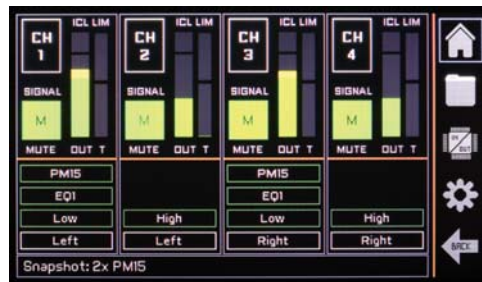 CH 1 ICL LIM CH 2 ICL LIM CH 3 ICL LIM CH 4 ICL LIM
SIGNAL SIGNAL SIGNAL SIGNAL
M M M M
MUTE OUT T MUTE OUT T MUTE OUT T MUTE OUT T
PM15 PM15
EQ1 EQ1
Low High Low High
Left Left Right Right
Snapshot: 2x PM15
IN OUT
BACK